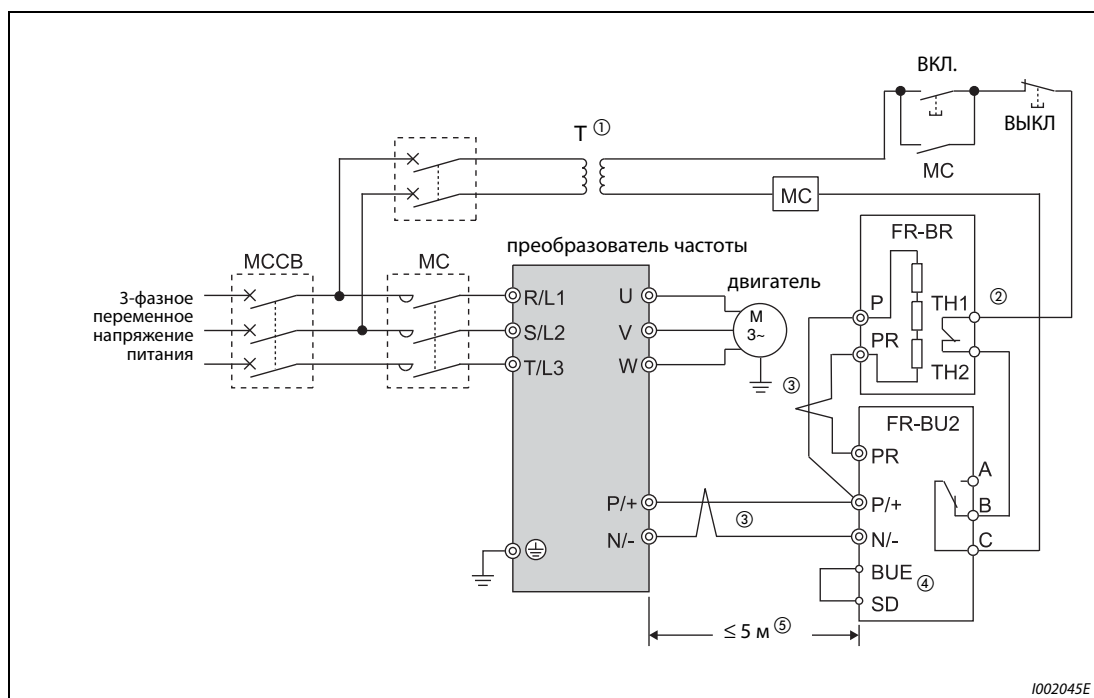 ВКЛ.
ВЫКЛ
T ①
MC
MC
FR-BR
преобразователь частоты
MCCB
MC
двигатель
3-фазное
переменное
напряжение
питания
R/L1
S/L2
T/L3
U
V
W
M
3~
P
PR
TH1
②
TH2
③
FR-BU2
PR
A
P/+
N/-
③
P/+
N/-
B
C
BUE
SD
④
≤ 5 м ⑤
I002045E